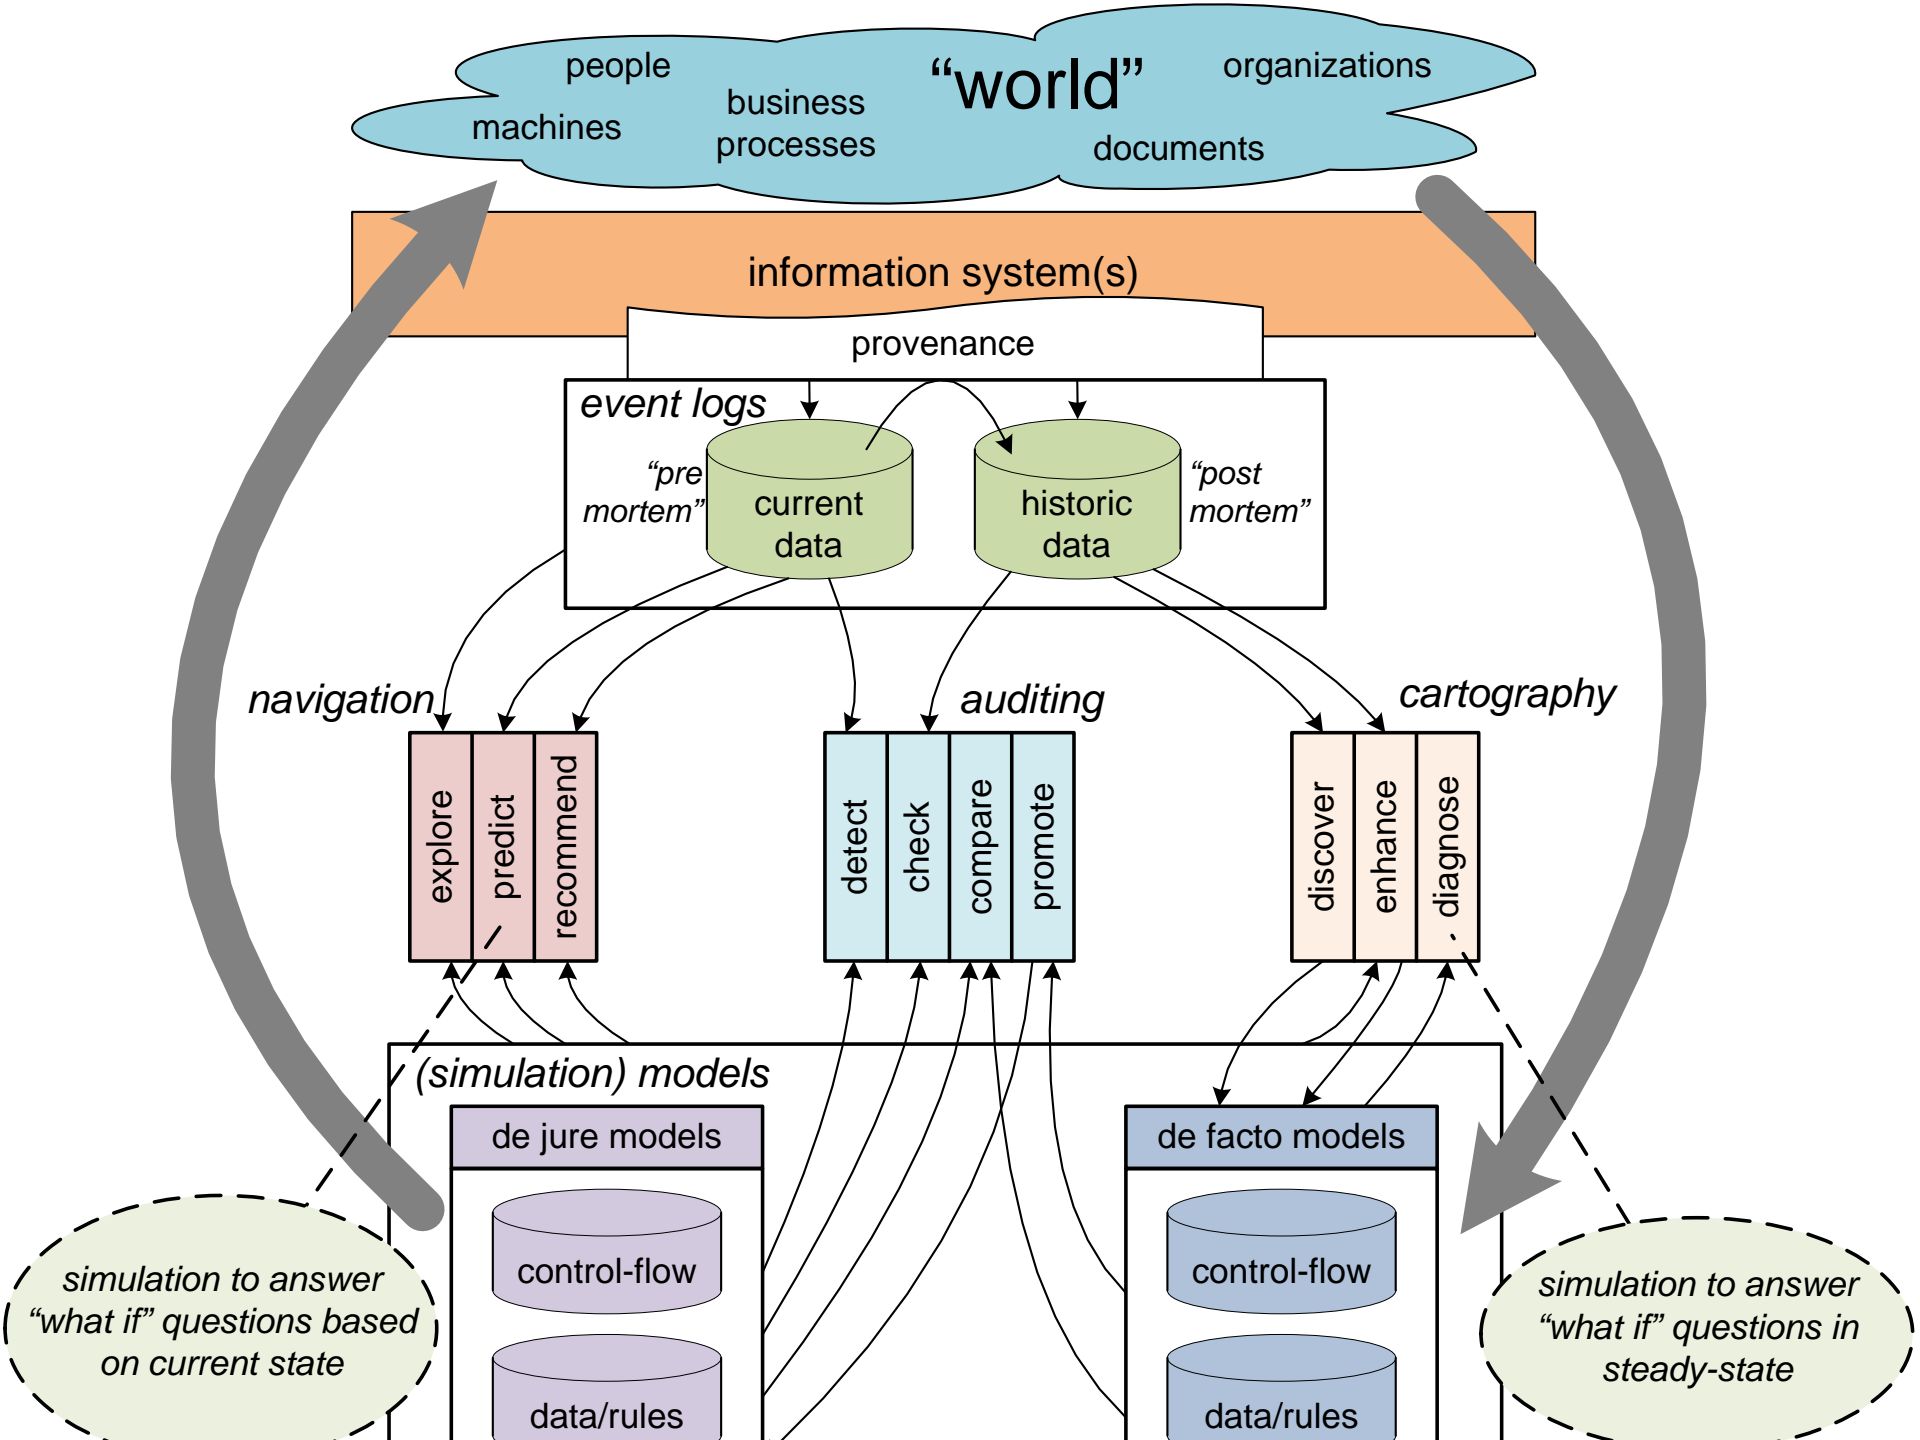 people
“world”
organizations
business
processes
machines
documents
information system(s)
provenance
event logs
“pre
mortem”
current
data
historic
data
“post
mortem”
navigation
auditing
cartography
explore
predict
recommend
detect
check
compare
promote
discover
enhance
diagnose
(simulation) models
de jure models
de facto models
control-flow
control-flow
simulation to answer
“what if” questions based
on current state
simulation to answer
“what if” questions in
steady-state
data/rules
data/rules